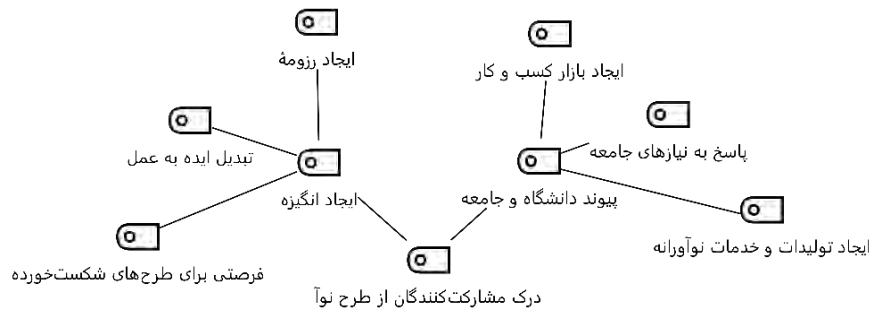 ایجاد رزومهٔ
ایجاد بازار کسب و کار
تبدیل ایده به عمل
پاسخ به نیازهای جامعه
ایجاد انگیزه
پیوند دانشگاه و جامعه
ایجاد تولیدات و خدمات نوآورانه
فرصتی برای طرح‌های شکست‌خورده
درک مشارکت‌کنندگان از طرح نوآ